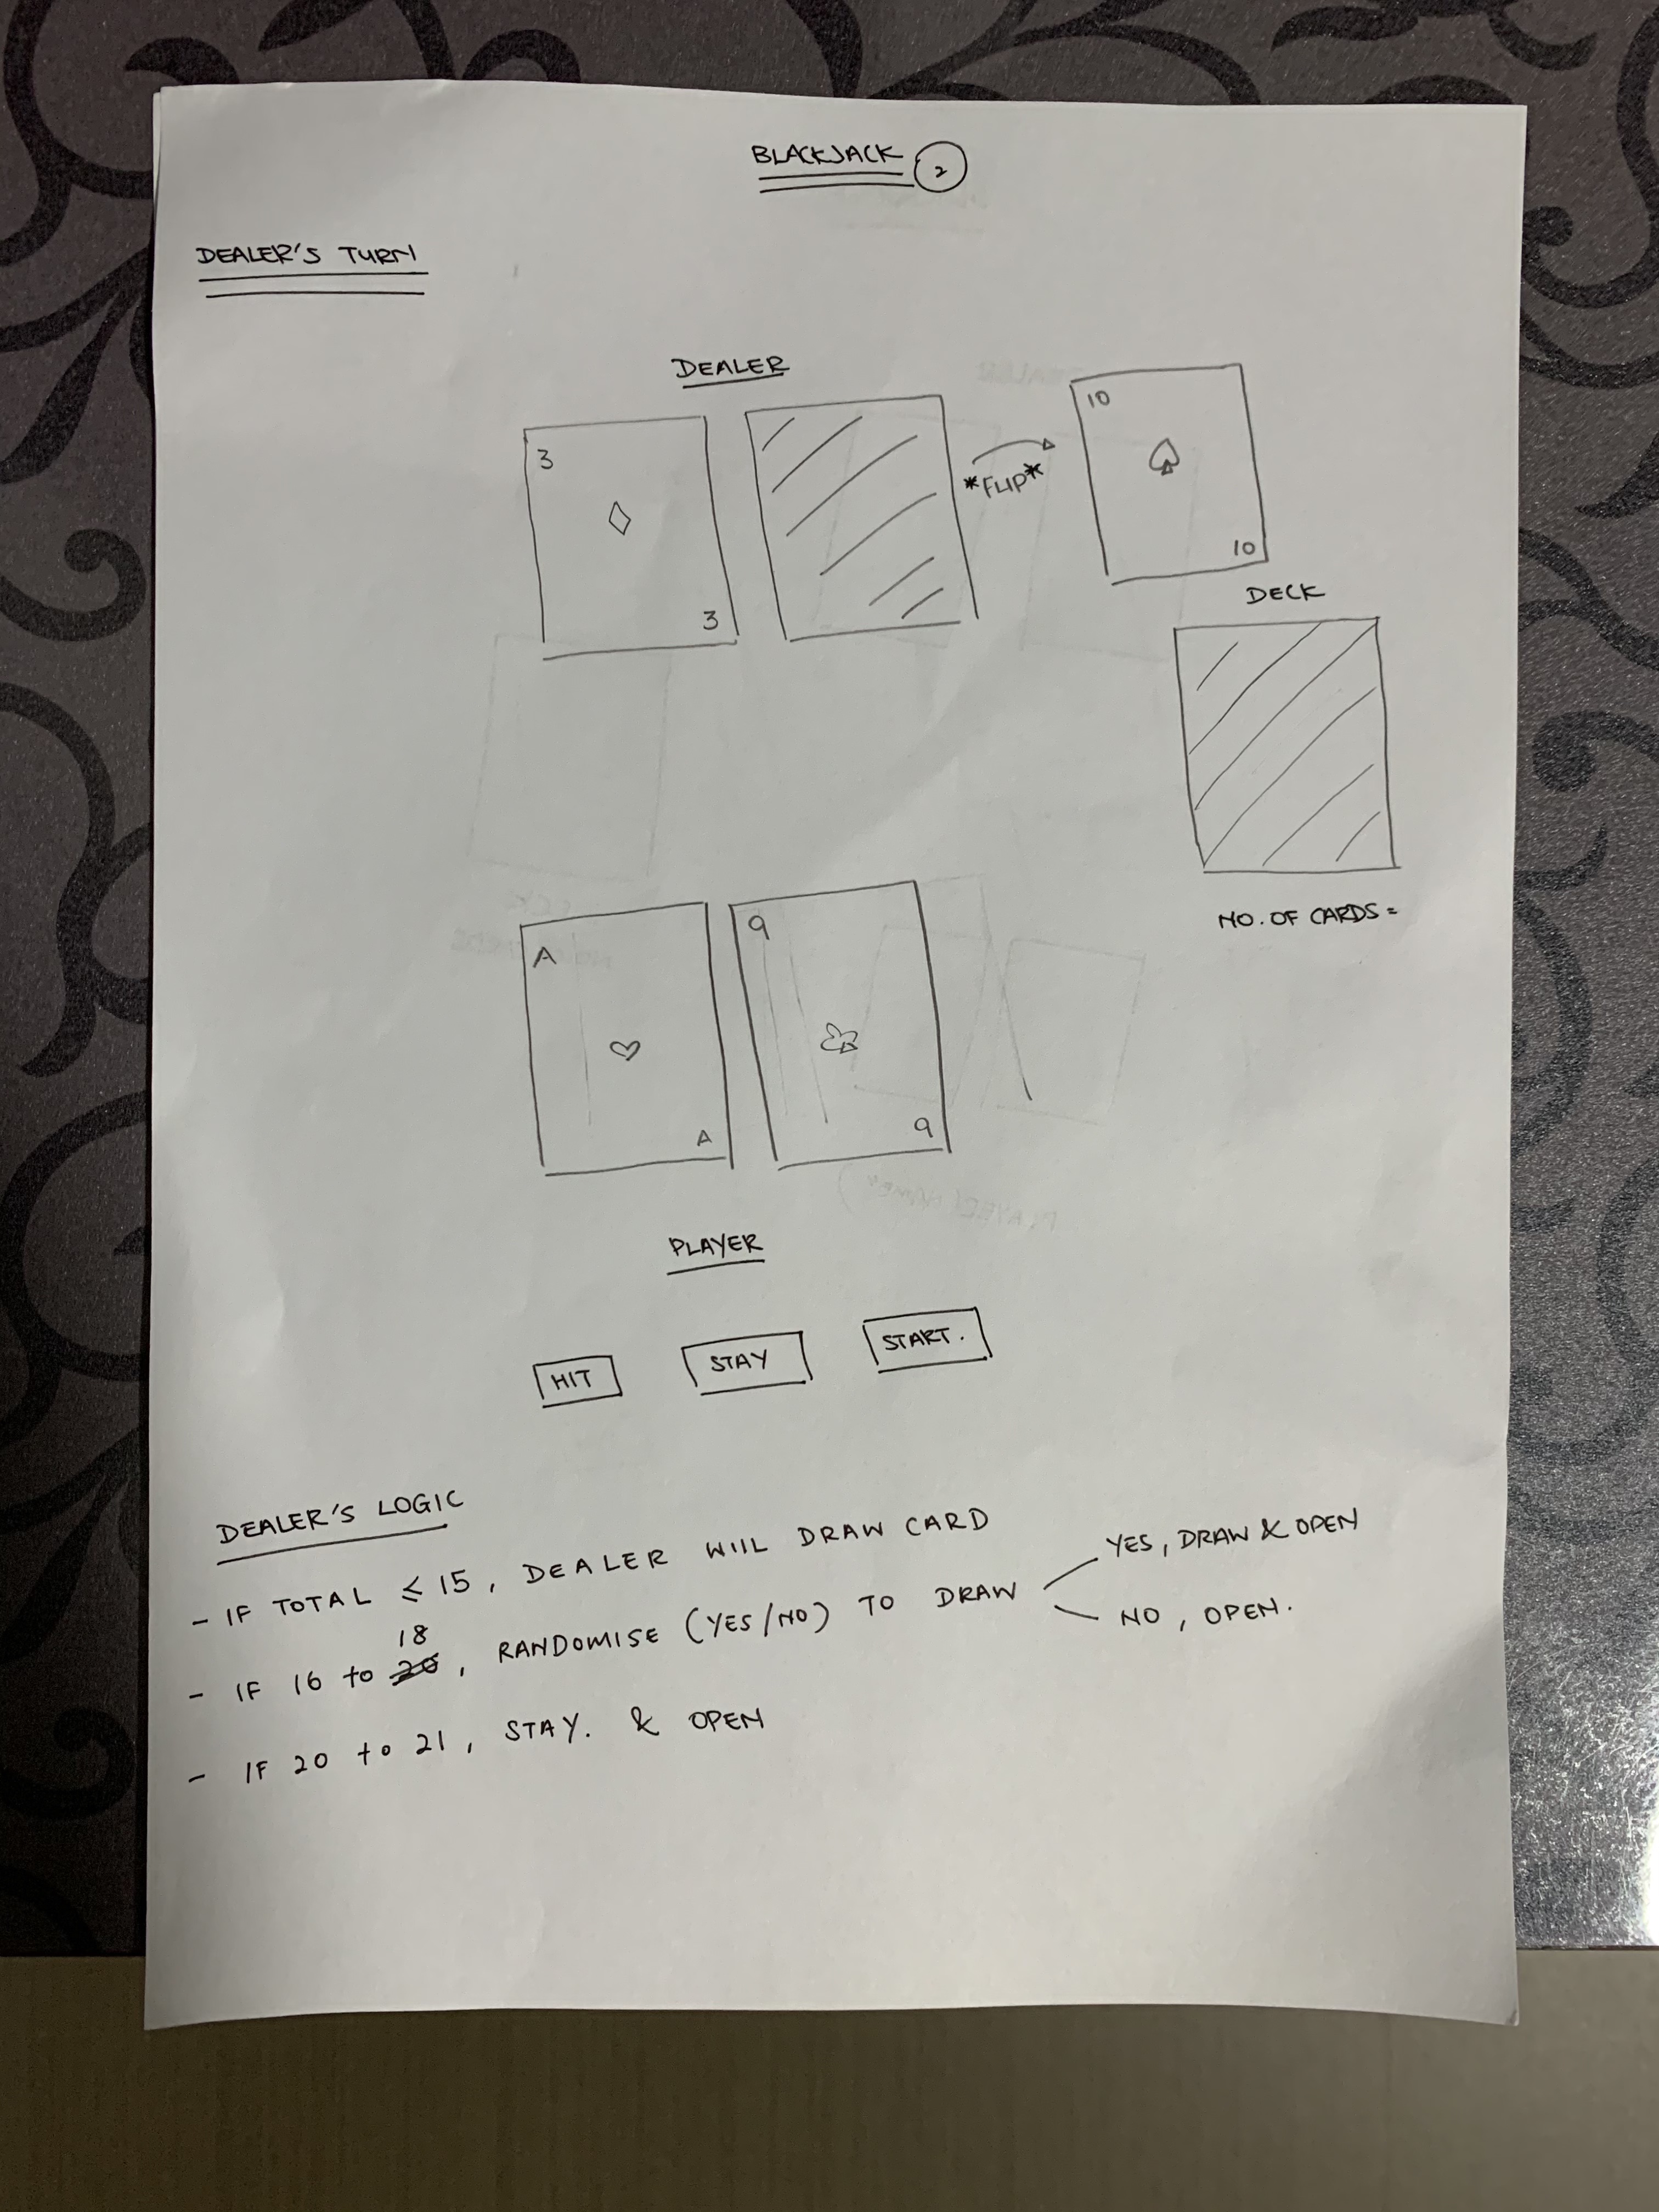 BLACKJACK 2
DEALER'S TURN
DEALER
3
3
*FLIP*
10
10
DECK
NO. OF CARDS =
A
A
9
9
PLAYER
HIT
STAY
START.
DEALER'S LOGIC
- IF TOTAL ≤ 15, DEALER WILL DRAW CARD
- IF 16 to 20 18, RANDOMISE (YES/NO) TO DRAW
YES, DRAW & OPEN
NO, OPEN.
- IF 20 to 21, STAY. & OPEN